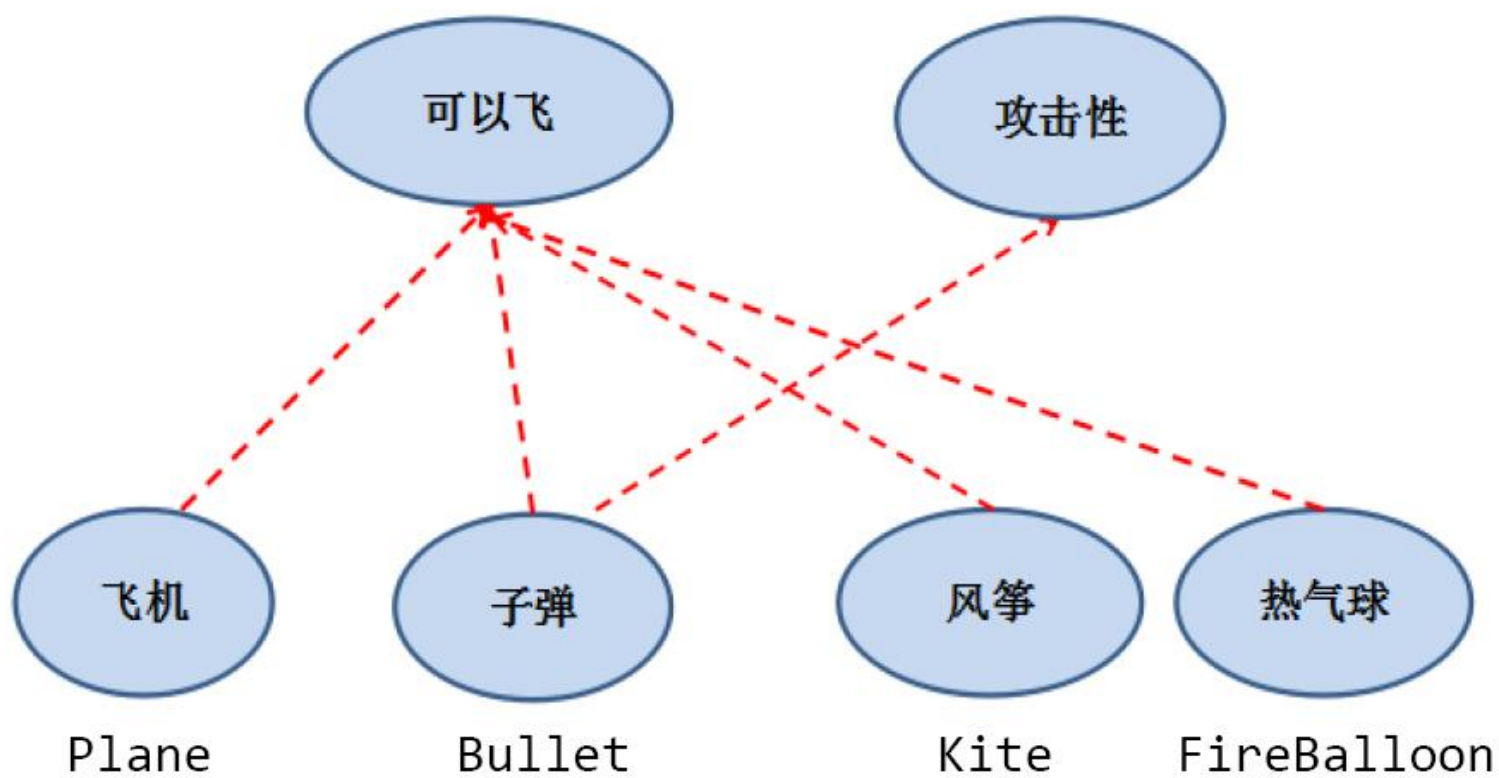 可以飞
攻击性
飞机
子弹
风筝
热气球
Plane
Bullet
Kite
FireBalloon